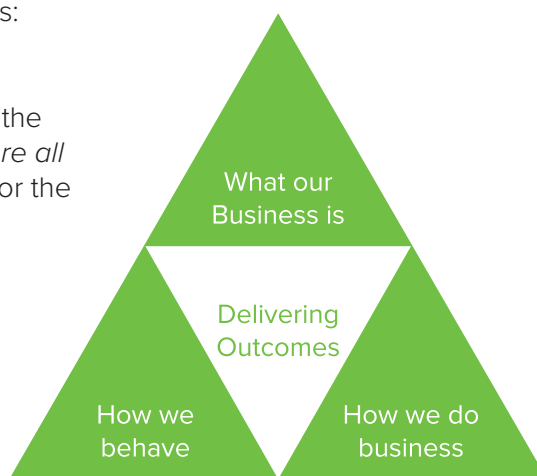 s:
the
re all
or the
What our
Business is
Delivering
Outcomes
How we
behave
How we do
business